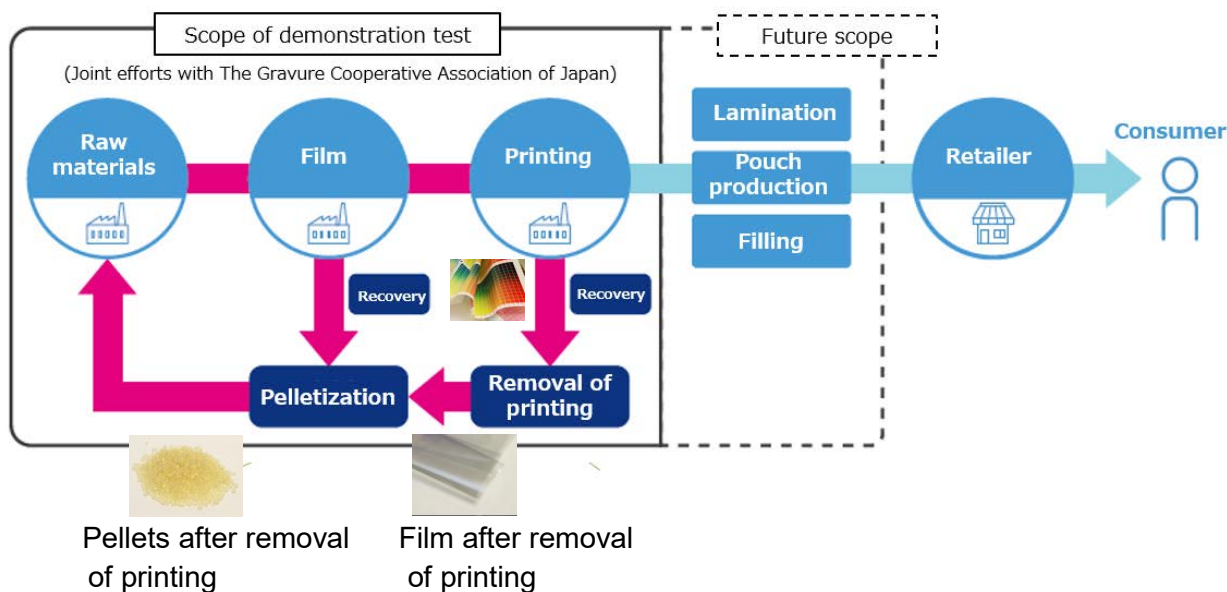 Scope of demonstration test
Future scope
(Joint efforts with The Gravure Cooperative Association of Japan)
Raw
materials
Film
Printing
Lamination
Pouch
production
Filling
Retailer
Consumer
Recovery
Recovery
Pelletization
Removal of
printing
Pellets after removal
of printing
Film after removal
of printing